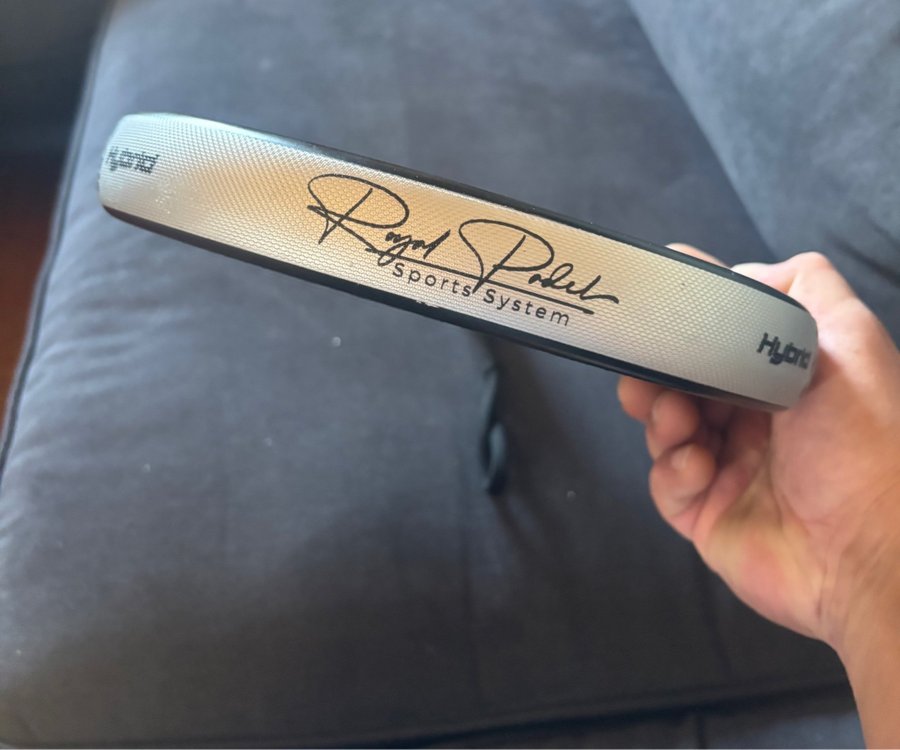 Hybrid
Royal Padel
Sports System
Hybrid